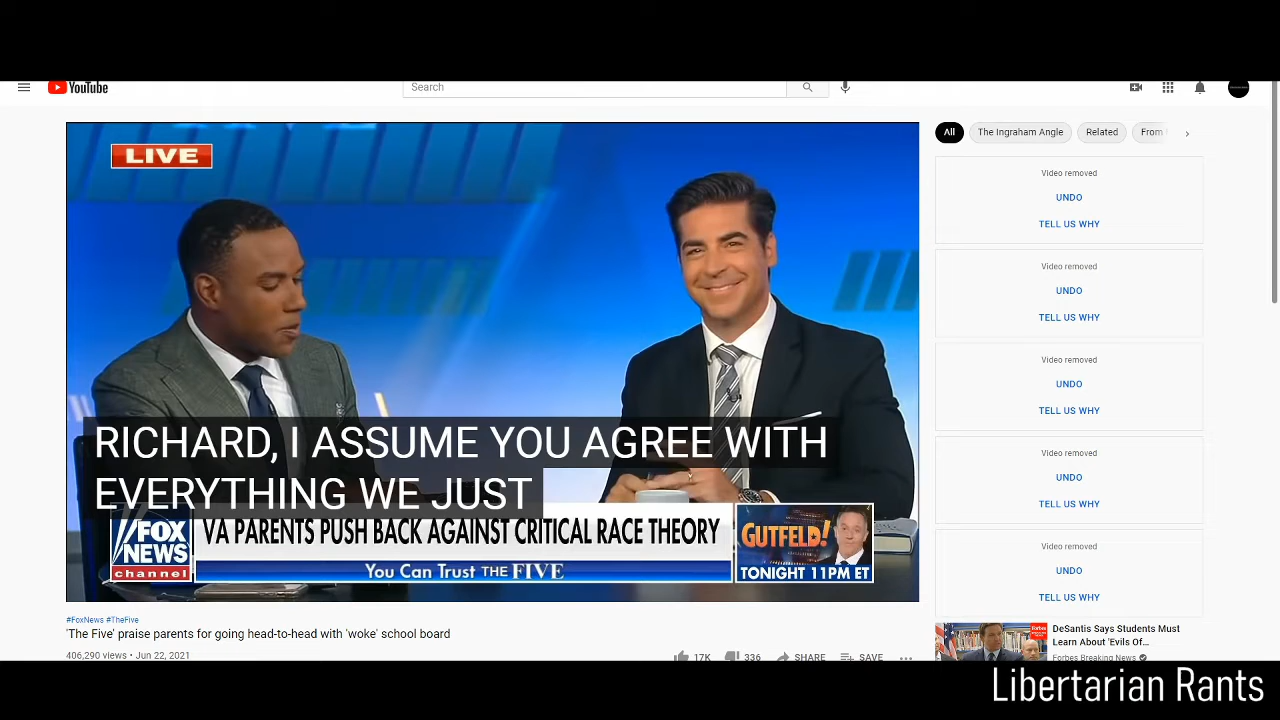 YouTube
Search
LIVE
RICHARD, I ASSUME YOU AGREE WITH
EVERYTHING WE JUST
FOX
NEWS
channel
VA PARENTS PUSH BACK AGAINST CRITICAL RACE THEORY
You Can Trust THE FIVE
GUTFELD!
TONIGHT 11PM ET
#FoxNews #TheFive
'The Five' praise parents for going head-to-head with 'woke' school board
406,290 views • Jun 22, 2021
17K
336
SHARE
SAVE
All
The Ingraham Angle
Related
From
Video removed
UNDO
TELL US WHY
Video removed
UNDO
TELL US WHY
Video removed
UNDO
TELL US WHY
Video removed
UNDO
TELL US WHY
Video removed
UNDO
TELL US WHY
DeSantis Says Students Must
Learn About 'Evils Of...
Forbes Breaking News
Libertarian Rants